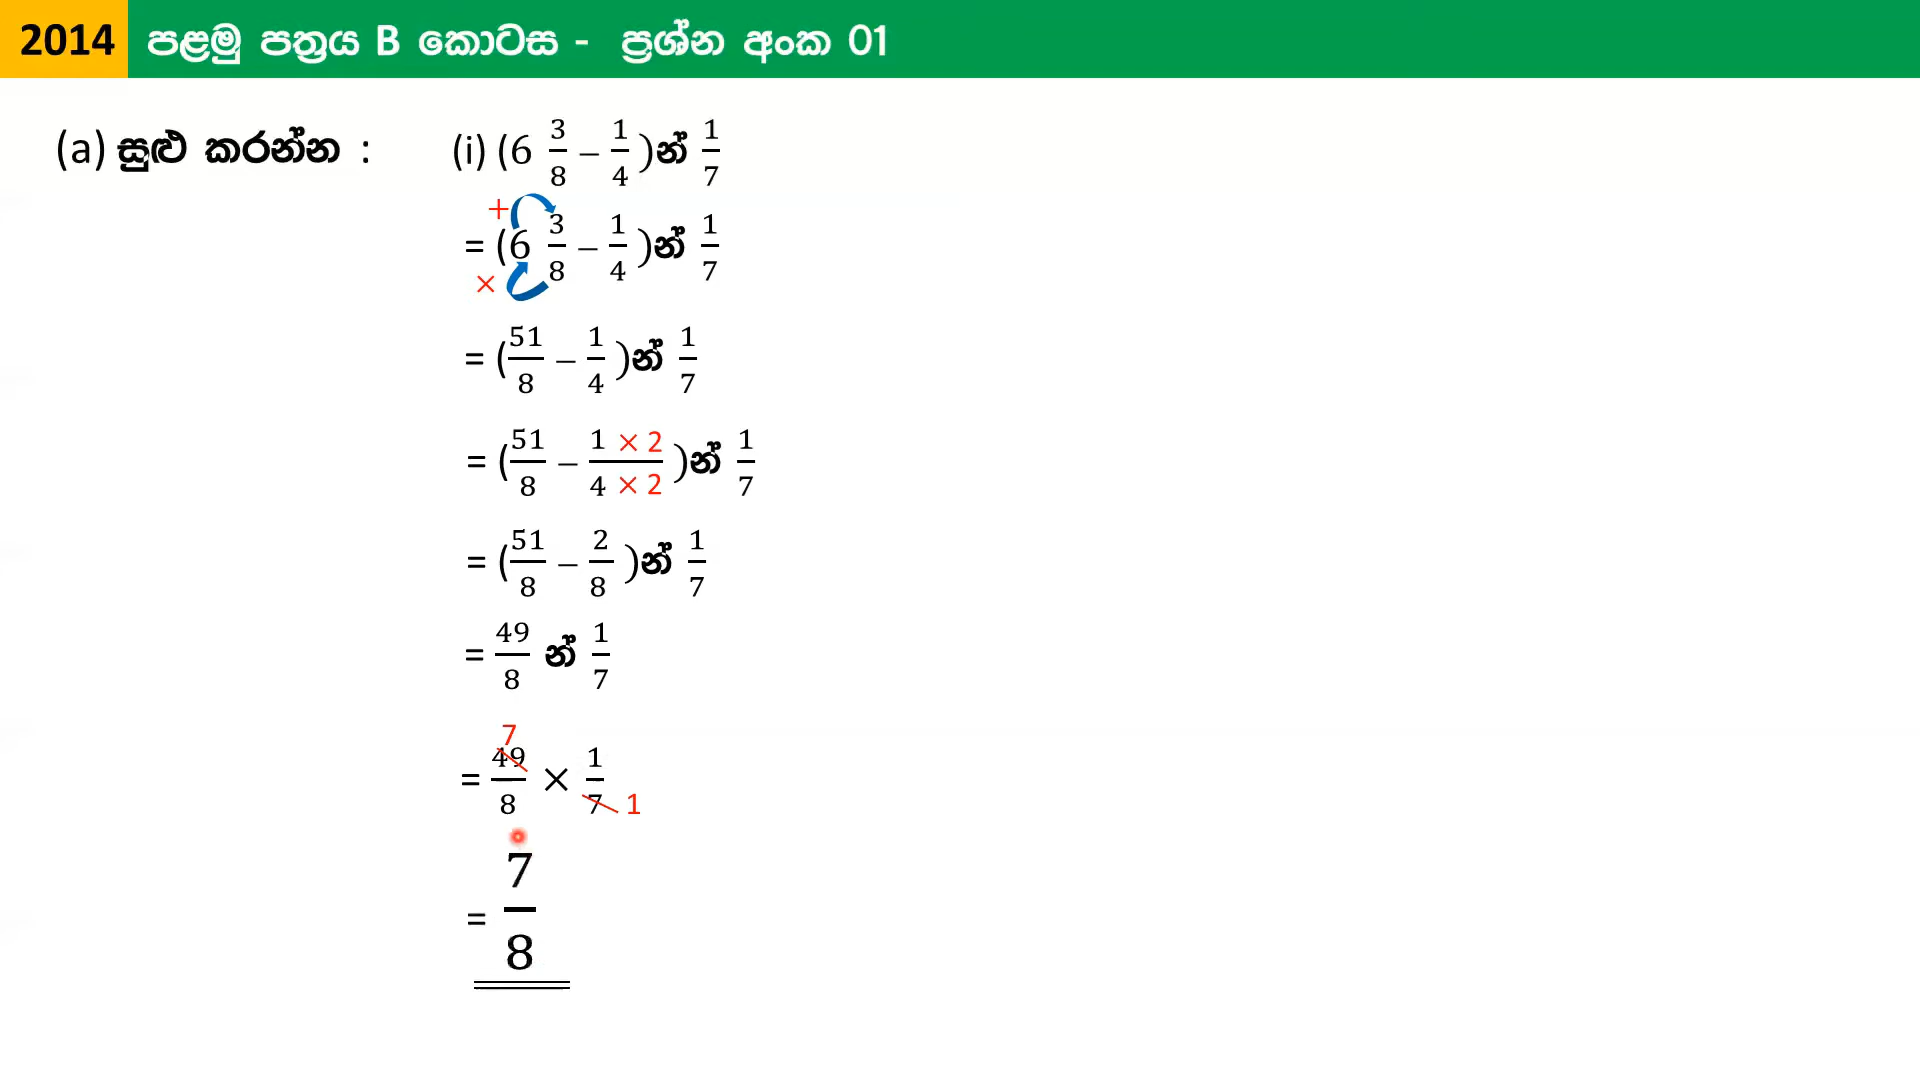 2014 පළමු පත්‍රය B කොටස - ප්‍රශ්න අංක 01
(a) සුළු කරන්න : (i) (6 3/8 – 1/4 )න් 1/7
+
= (6 3/8 – 1/4 )න් 1/7
×
= (51/8 – 1/4 )න් 1/7
= (51/8 – 1 × 2/4 × 2 )න් 1/7
= (51/8 – 2/8 )න් 1/7
= 49/8 න් 1/7
7
= 49/8 × 1/7 1
= 7/8